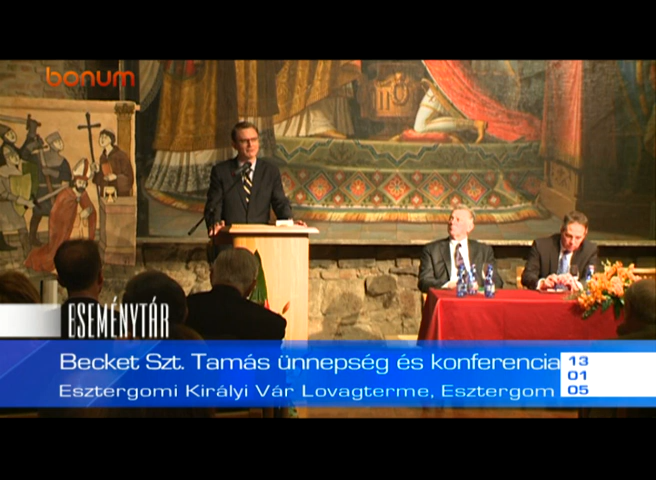 bonum
ESEMÉNYTÁR
Becket Szt. Tamás ünnepség és konferencia
Esztergomi Királyi Vár Lovagterme, Esztergom
13
01
05